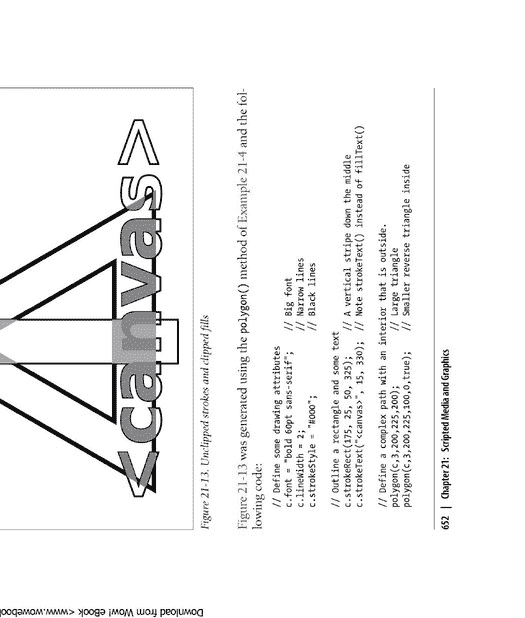 <canvas>
Figure 21-13. Unclipped strokes and clipped fills
Figure 21-13 was generated using the polygon() method of Example 21-4 and the fol-
lowing code:
// Define some drawing attributes
c.font = "bold 60pt sans-serif"; // Big font
c.lineWidth = 2; // Narrow lines
c.strokeStyle = "#000"; // Black lines
// Outline a rectangle and some text
c.strokeRect(175, 25, 50, 325); // A vertical stripe down the middle
c.strokeText("<canvas>", 15, 330); // Note strokeText() instead of fillText()
// Define a complex path with an interior that is outside.
polygon(c,3,200,225,200); // Large triangle
polygon(c,3,200,225,100,0,true); // Smaller reverse triangle inside
652 | Chapter 21: Scripted Media and Graphics
Download from Wow! eBook <www.wowebook